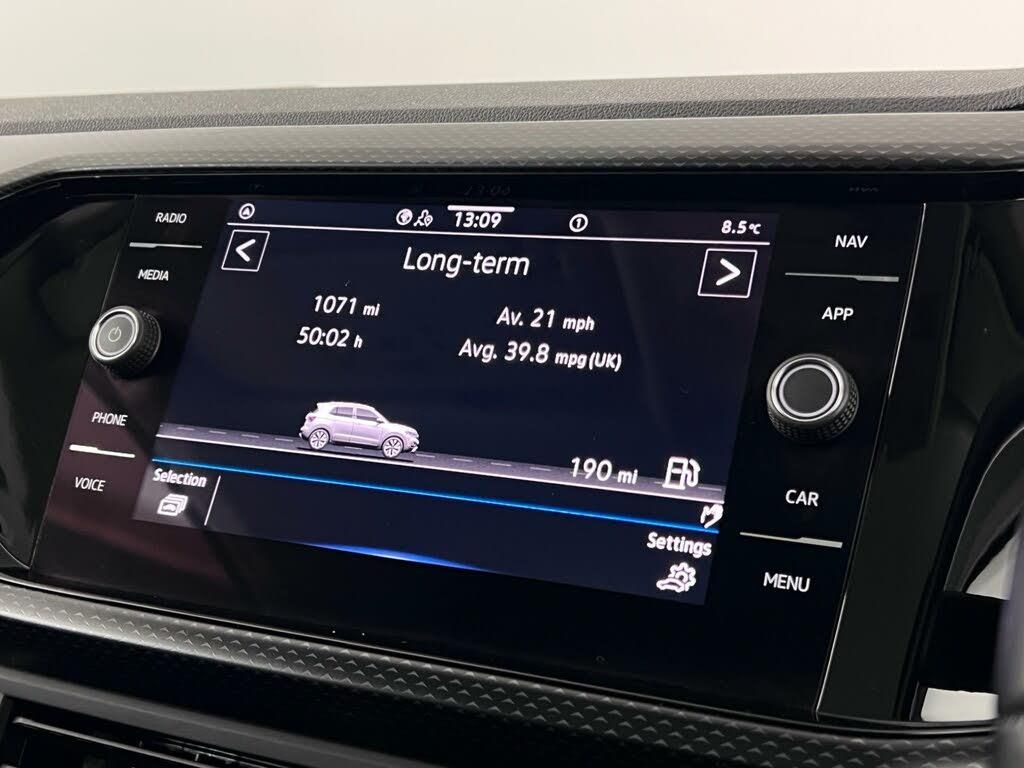 RADIO
MEDIA
PHONE
VOICE
13:09
1
8.5°C
<
Long-term
>
1071 mi
50:02 h
Av. 21 mph
Avg. 39.8 mpg(UK)
190 mi
Selection
Settings
NAV
APP
CAR
MENU